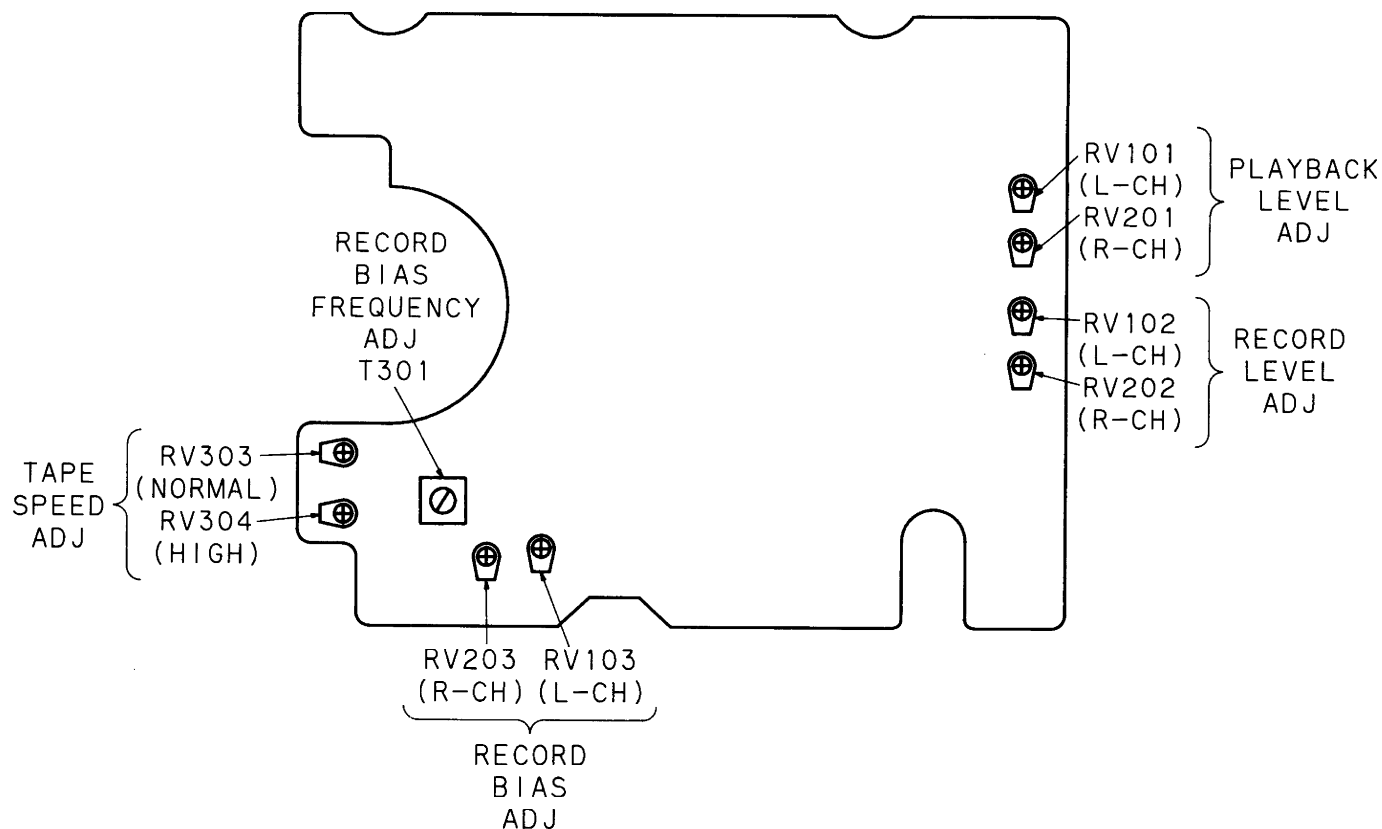 RECORD
BIAS
FREQUENCY
ADJ
T301
RV101
(L-CH)
RV201
(R-CH)
PLAYBACK
LEVEL
ADJ
RV102
(L-CH)
RV202
(R-CH)
RECORD
LEVEL
ADJ
TAPE
SPEED
ADJ
RV303
(NORMAL)
RV304
(HIGH)
RV203
(R-CH)
RV103
(L-CH)
RECORD
BIAS
ADJ